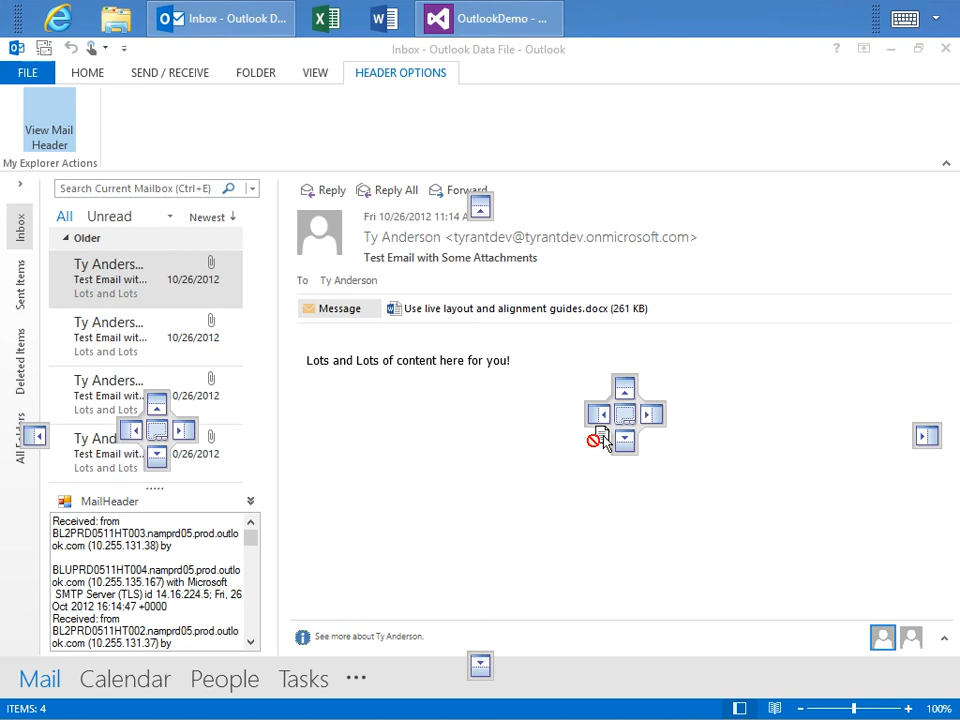 Inbox - Outlook D...
OutlookDemo - ...
Inbox - Outlook Data File - Outlook
FILE HOME SEND / RECEIVE FOLDER VIEW HEADER OPTIONS
View Mail
Header
My Explorer Actions
Search Current Mailbox (Ctrl+E)
All Unread Newest
Older
Ty Anders...
Test Email wit... 10/26/2012
Lots and Lots
Ty Anders...
Test Email wit... 10/26/2012
Lots and Lots
Ty Anders...
Test Email wit... 0/26/2012
Lots and Lots
Ty And
Test Email wit... 0/26/2012
Lots and Lots
Inbox
Sent Items
Deleted Items
MailHeader
Received: from
BL2PRD0511HT003.namprd05.prod.outlo
ok.com (10.255.131.38) by
BLUPRD0511HT004.namprd05.prod.outlo
ok.com (10.255.135.167) with Microsoft
SMTP Server (TLS) id 14.16.224.5; Fri, 26
Oct 2012 16:14:47 +0000
Received: from
BL2PRD0511HT002.namprd05.prod.outlo
ok.com (10.255.131.37) by
Reply Reply All Forward
Fri 10/26/2012 11:14 A
Ty Anderson <tyrantdev@tyrantdev.onmicrosoft.com>
Test Email with Some Attachments
To Ty Anderson
Message Use live layout and alignment guides.docx (261 KB)
Lots and Lots of content here for you!
See more about Ty Anderson.
Mail Calendar People Tasks ...
ITEMS: 4 100%